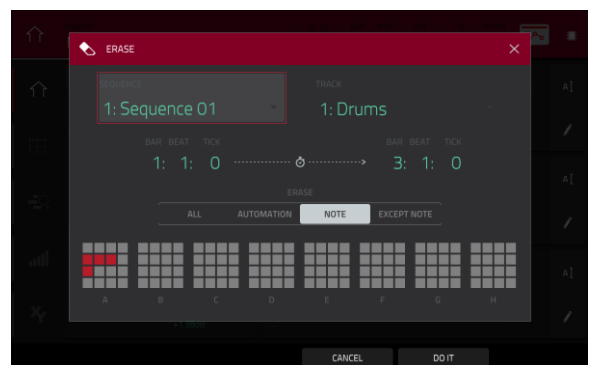 ERASE
SEQUENCE TRACK
1: Sequence 01 1: Drums
BAR BEAT TICK BAR BEAT TICK
1: 1: 0 3: 1: 0
ERASE
ALL AUTOMATION NOTE EXCEPT NOTE
A B C D E F G H
CANCEL DO IT